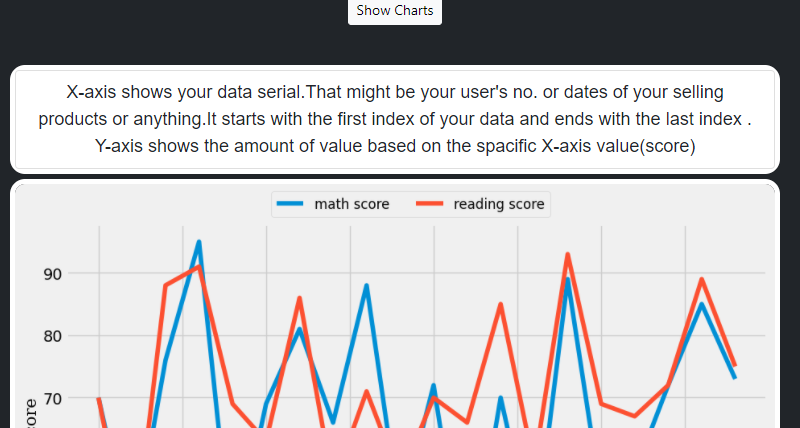 Show Charts
X-axis shows your data serial.That might be your user's no. or dates of your selling
products or anything.It starts with the first index of your data and ends with the last index .
Y-axis shows the amount of value based on the spacific X-axis value(score)
math score reading score
90
80
70